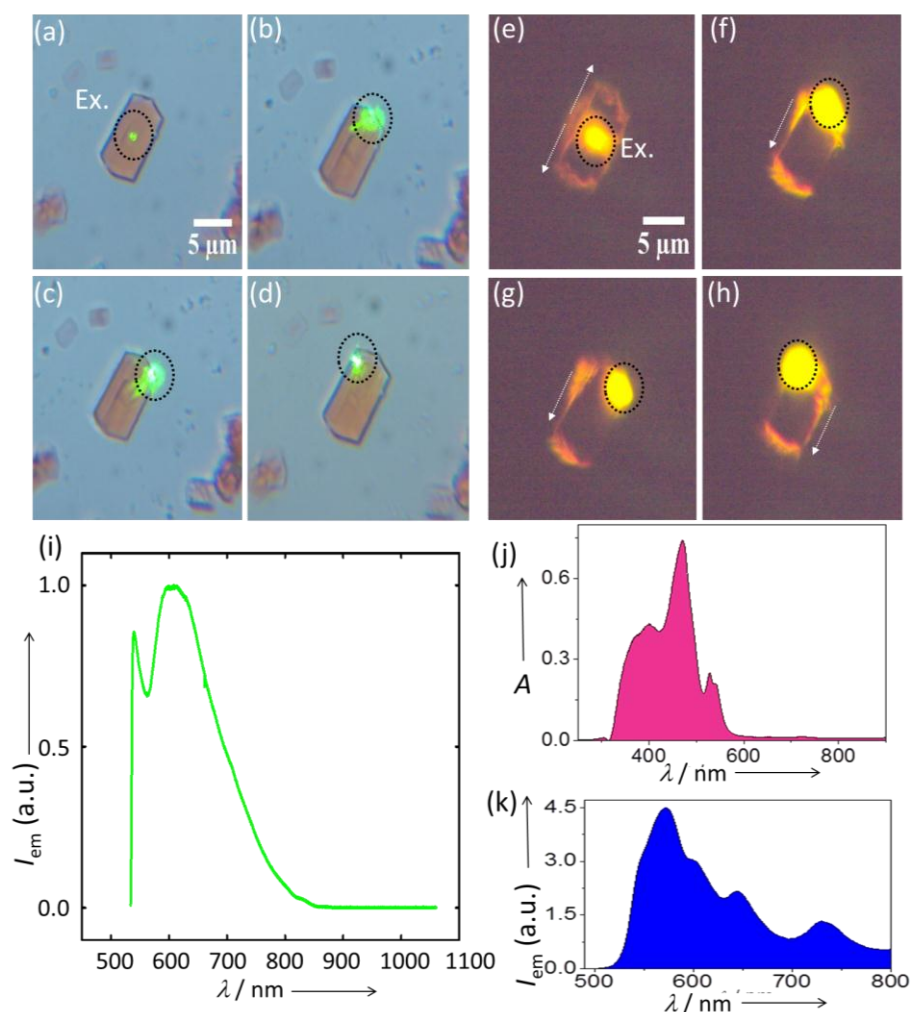 (a)
(b)
(e)
(f)
Ex.
Ex.
5 μm
5 μm
(c)
(d)
(g)
(h)
(i)
(j)
1.0
0.5
0.0
I em (a.u.)
500 600 700 800 900 1000 1100
λ / nm
0.6
0.3
0.0
A
400 600 800
λ / nm
(k)
4.5
3.0
1.5
0.0
I em (a.u.)
500 600 700 800
λ / nm